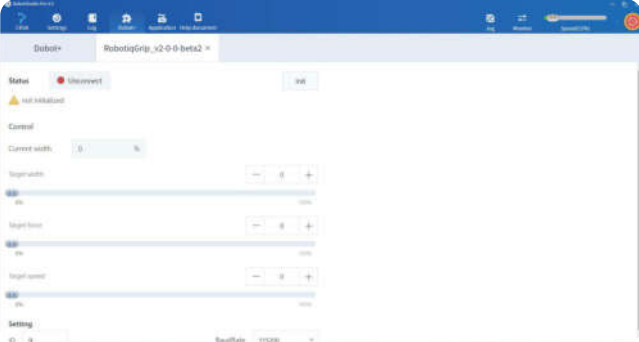 Settings
Log
Dobot+
Application
Help document
Jog
Monitor
Dobot+
RobotiqGrip_v2-0-0-beta2 ×
Status
Unconnect
Init
not initialized
Control
Current width
0
%
Target width
− 0 +
0%
100%
Target force
− 0 +
0%
100%
Target speed
− 0 +
0%
100%
Setting
ID
9
BaudRate
115200